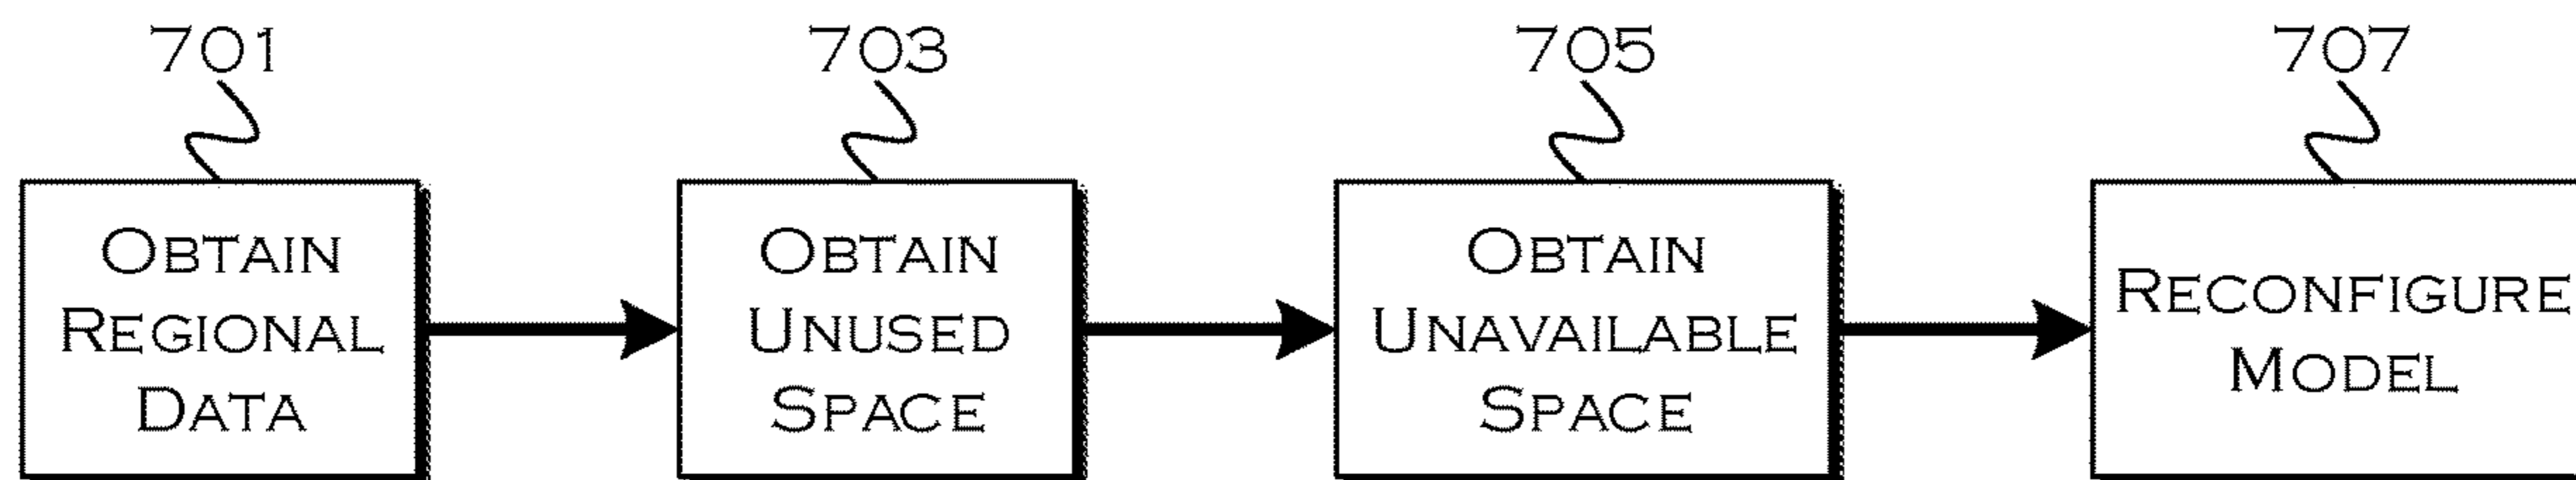 701
703
705
707
OBTAIN
REGIONAL
DATA
OBTAIN
UNUSED
SPACE
OBTAIN
UNAVAILABLE
SPACE
RECONFIGURE
MODEL